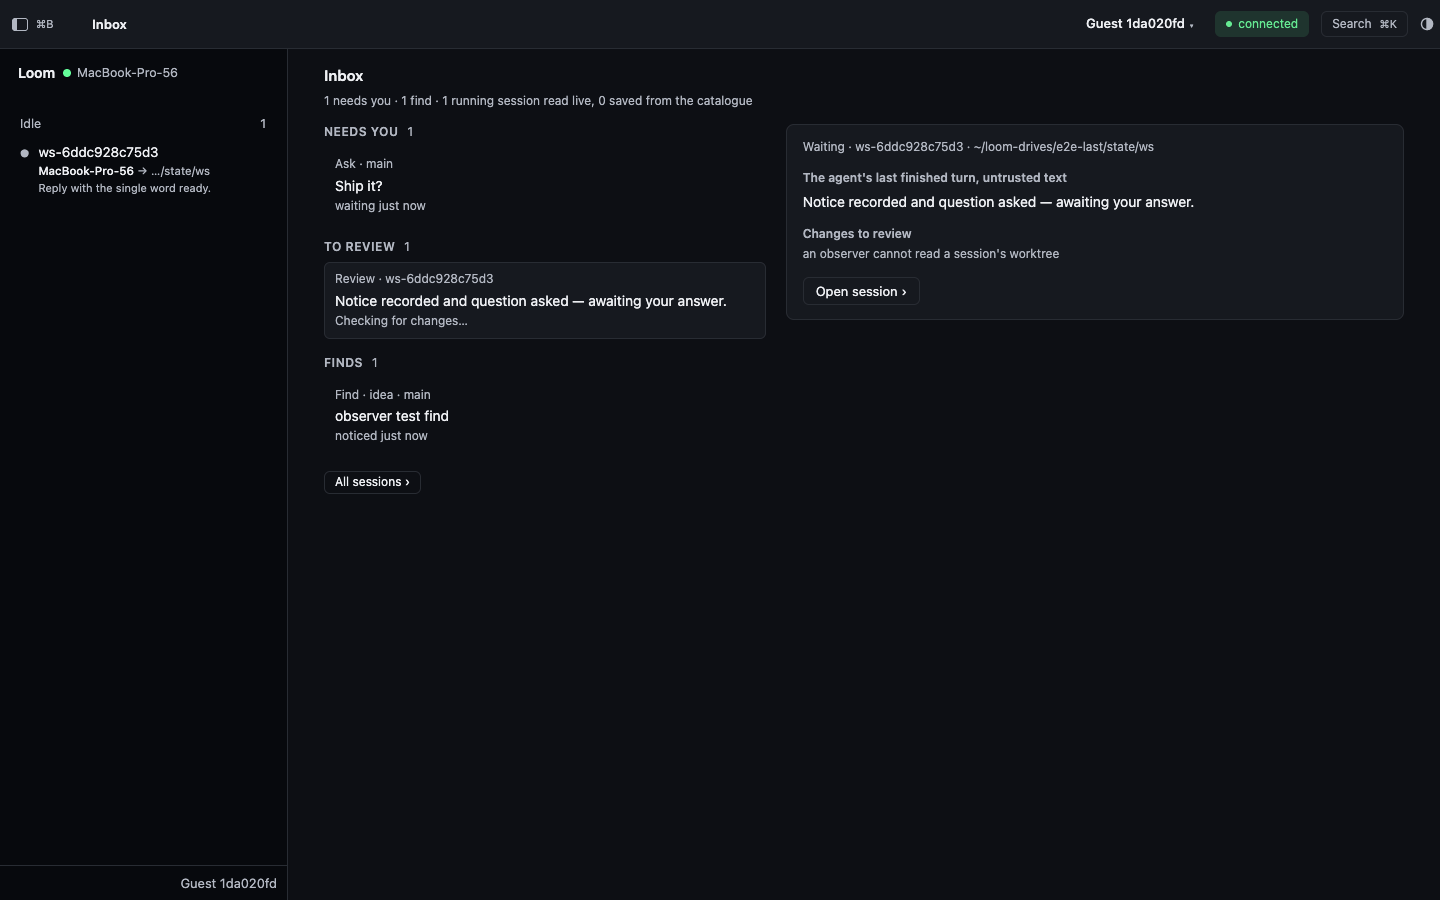 ⌘B Inbox
Guest 1da020fd ▾ connected Search ⌘K
Loom MacBook-Pro-56
Idle 1
ws-6ddc928c75d3
MacBook-Pro-56 → .../state/ws
Reply with the single word ready.
Guest 1da020fd
Inbox
1 needs you · 1 find · 1 running session read live, 0 saved from the catalogue
NEEDS YOU 1
Ask · main
Ship it?
waiting just now
TO REVIEW 1
Review · ws-6ddc928c75d3
Notice recorded and question asked — awaiting your answer.
Checking for changes...
FINDS 1
Find · idea · main
observer test find
noticed just now
All sessions ›
Waiting · ws-6ddc928c75d3 · ~/loom-drives/e2e-last/state/ws
The agent's last finished turn, untrusted text
Notice recorded and question asked — awaiting your answer.
Changes to review
an observer cannot read a session's worktree
Open session ›